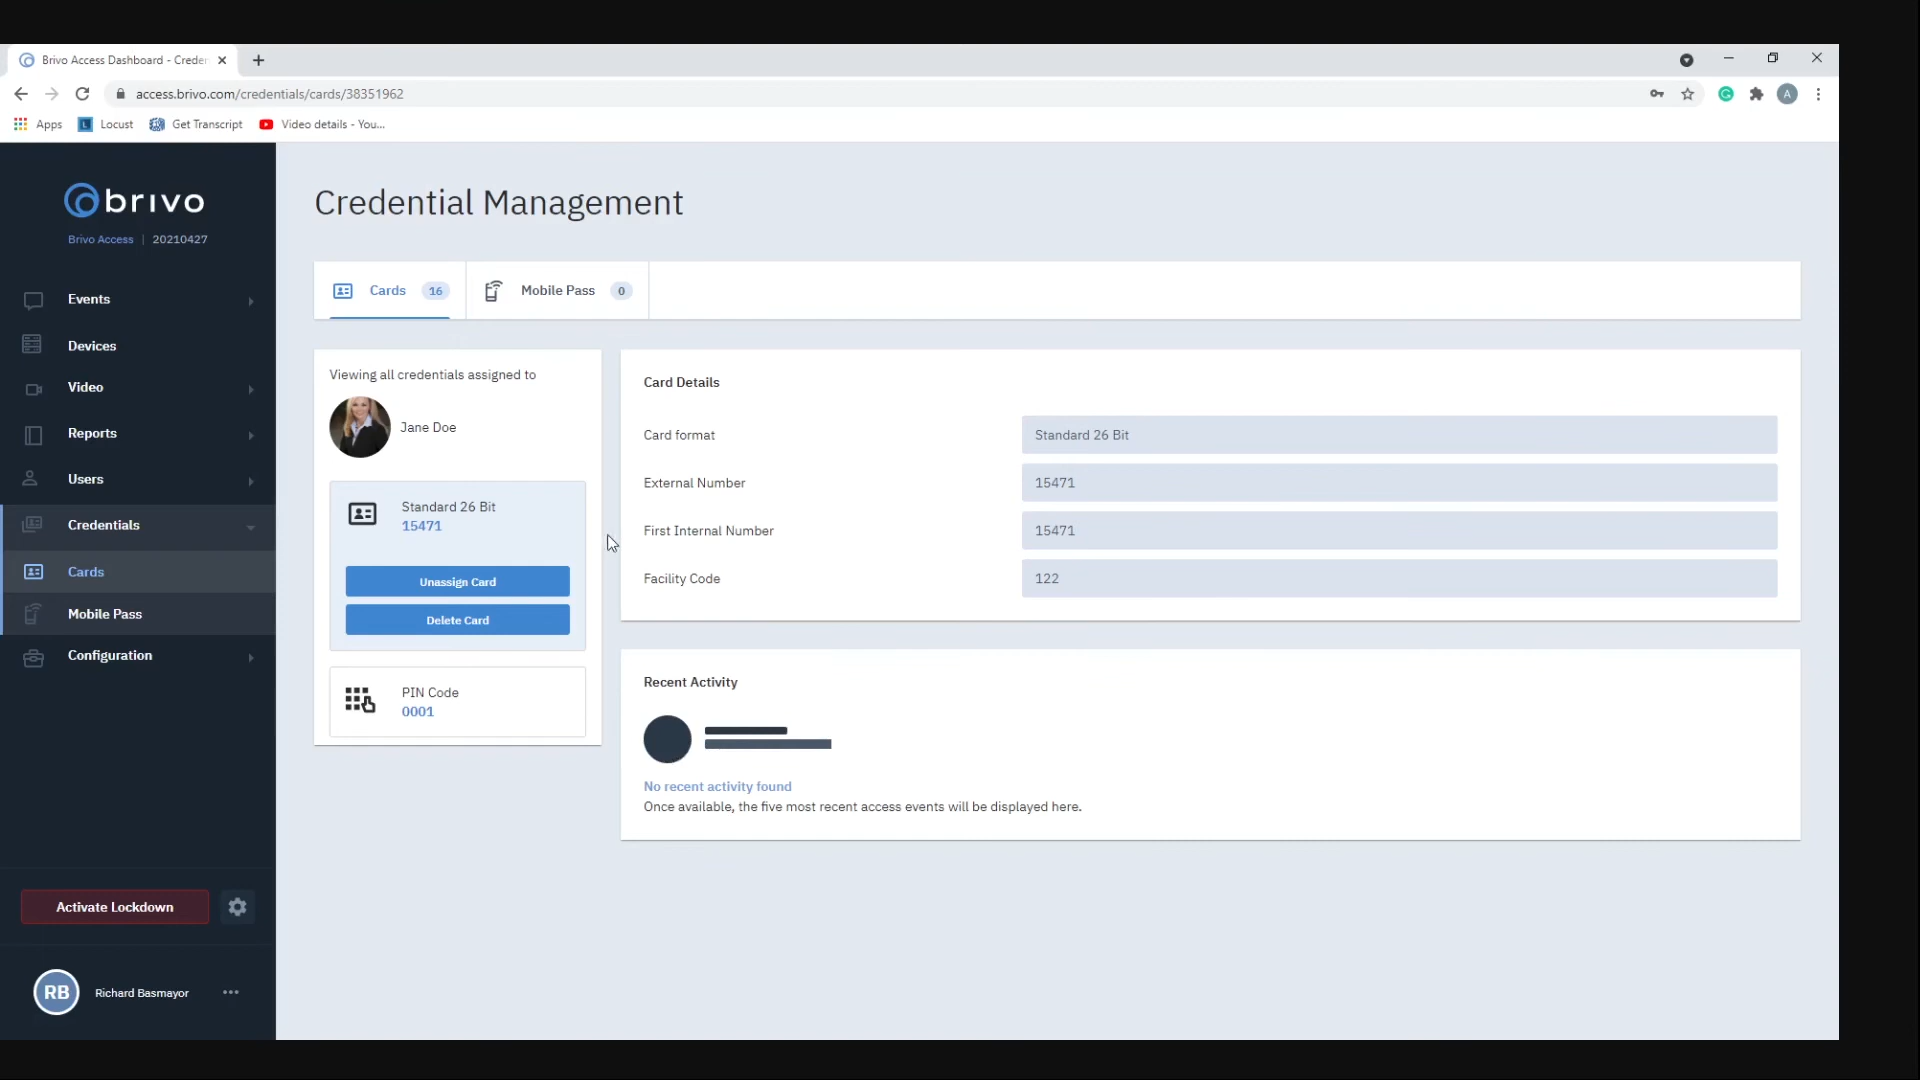 Brivo Access Dashboard - Creder
access.brivo.com/credentials/cards/38351962
A
Apps
Locust
Get Transcript
Video details - You...
brivo
Brivo Access | 20210427
Events
Devices
Video
Reports
Users
Credentials
Cards
Mobile Pass
Configuration
Activate Lockdown
RB
Richard Basmayor
Credential Management
Cards 16
Mobile Pass 0
Viewing all credentials assigned to
Jane Doe
Standard 26 Bit
15471
Unassign Card
Delete Card
PIN Code
0001
Card Details
Card format Standard 26 Bit
External Number 15471
First Internal Number 15471
Facility Code 122
Recent Activity
No recent activity found
Once available, the five most recent access events will be displayed here.